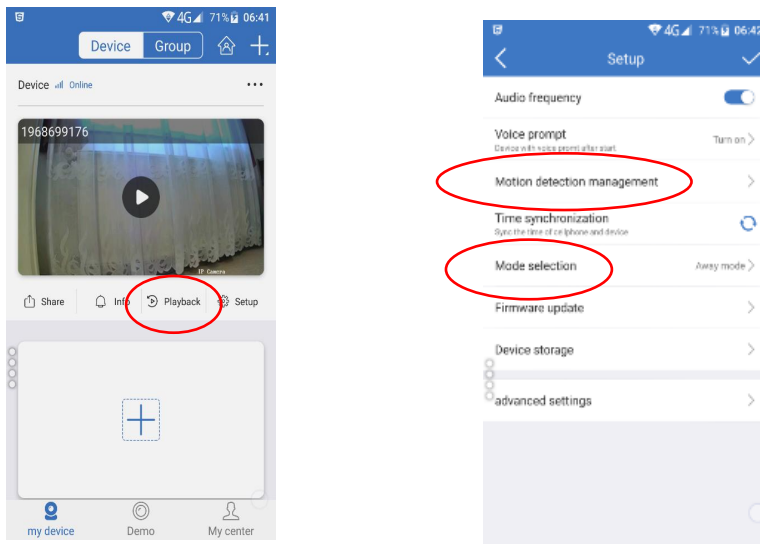 4G 71% 06:41
Device Group
Device Online
1968699176
IP Camera
Share Info Playback Setup
my device Demo My center
4G 71% 06:42
Setup
Audio frequency
Voice prompt Turn on
Device with voice promt after start
Motion detection management
Time synchronization
Sync the time of cellphone and device
Mode selection Away mode
Firmware update
Device storage
advanced settings